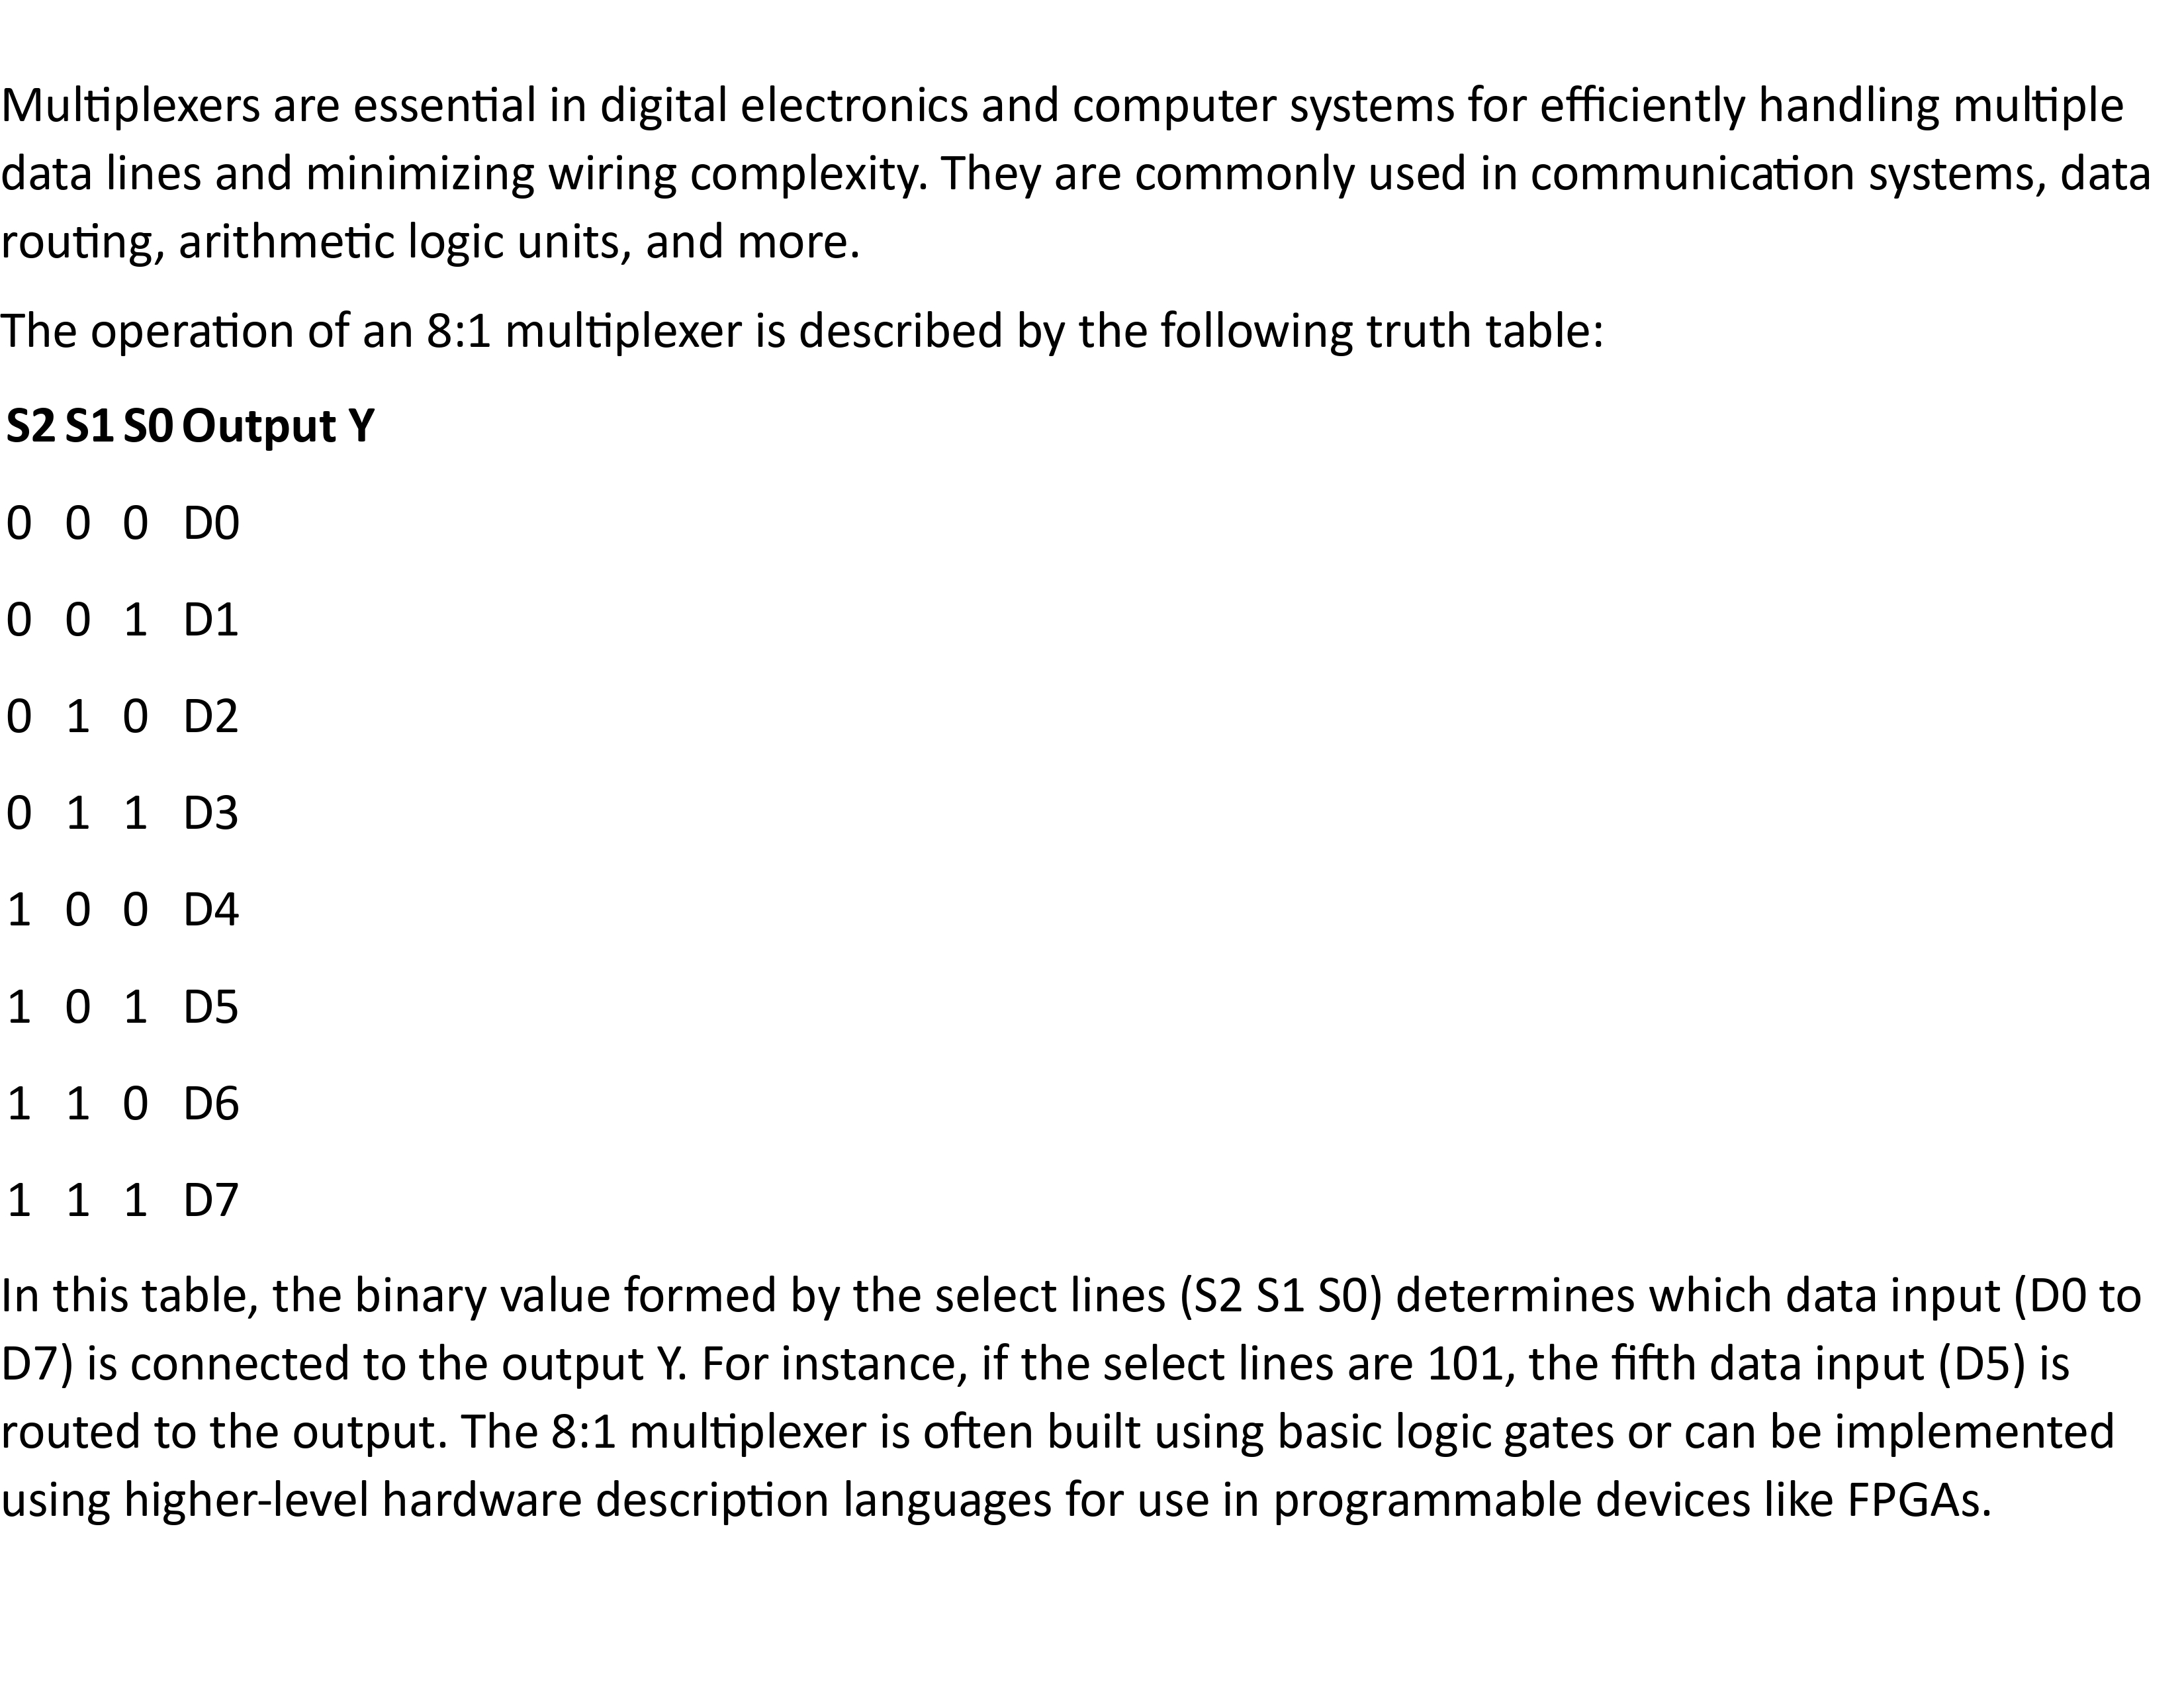 Multiplexers are essential in digital electronics and computer systems for efficiently handling multiple
data lines and minimizing wiring complexity. They are commonly used in communication systems, data
routing, arithmetic logic units, and more.
The operation of an 8:1 multiplexer is described by the following truth table:
S2 S1 S0 Output Y
0 0 0 D0
0 0 1 D1
0 1 0 D2
0 1 1 D3
1 0 0 D4
1 0 1 D5
1 1 0 D6
1 1 1 D7
In this table, the binary value formed by the select lines (S2 S1 S0) determines which data input (D0 to
D7) is connected to the output Y. For instance, if the select lines are 101, the fifth data input (D5) is
routed to the output. The 8:1 multiplexer is often built using basic logic gates or can be implemented
using higher-level hardware description languages for use in programmable devices like FPGAs.